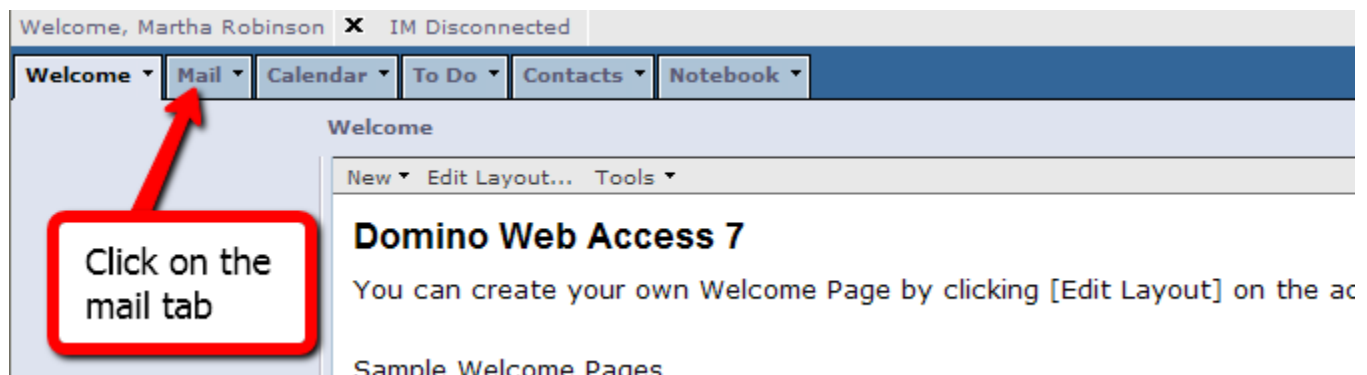 Welcome, Martha Robinson X IM Disconnected
Welcome Mail Calendar To Do Contacts Notebook
Welcome
New Edit Layout... Tools
Domino Web Access 7
You can create your own Welcome Page by clicking [Edit Layout] on the ac
Sample Welcome Pages
Click on the
mail tab